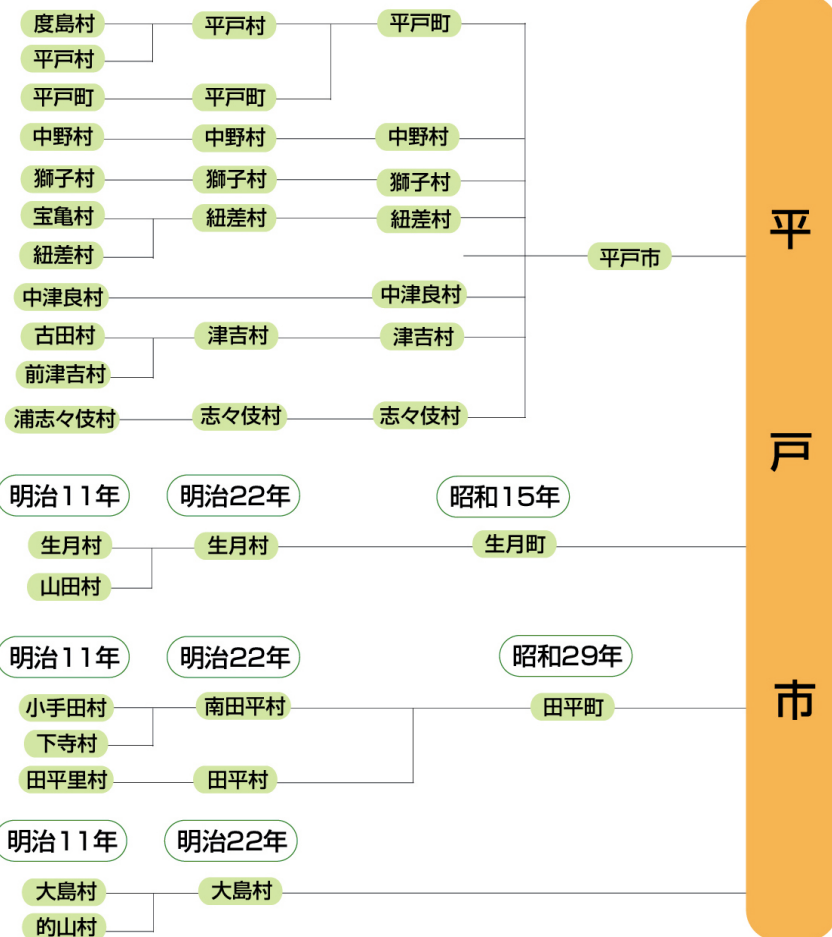 度島村 平戸村 平戸町
平戸村
平戸町 平戸町
中野村 中野村 中野村
獅子村 獅子村 獅子村
宝亀村 紐差村 紐差村
紐差村
平戸市
中津良村 中津良村
古田村 津吉村 津吉村
前津吉村
浦志々伎村 志々伎村 志々伎村
明治11年 明治22年 昭和15年
生月村 生月村 生月町
山田村
明治11年 明治22年 昭和29年
小手田村 南田平村 田平町
下寺村
田平里村 田平村
明治11年 明治22年
大島村 大島村
的山村
平戸市